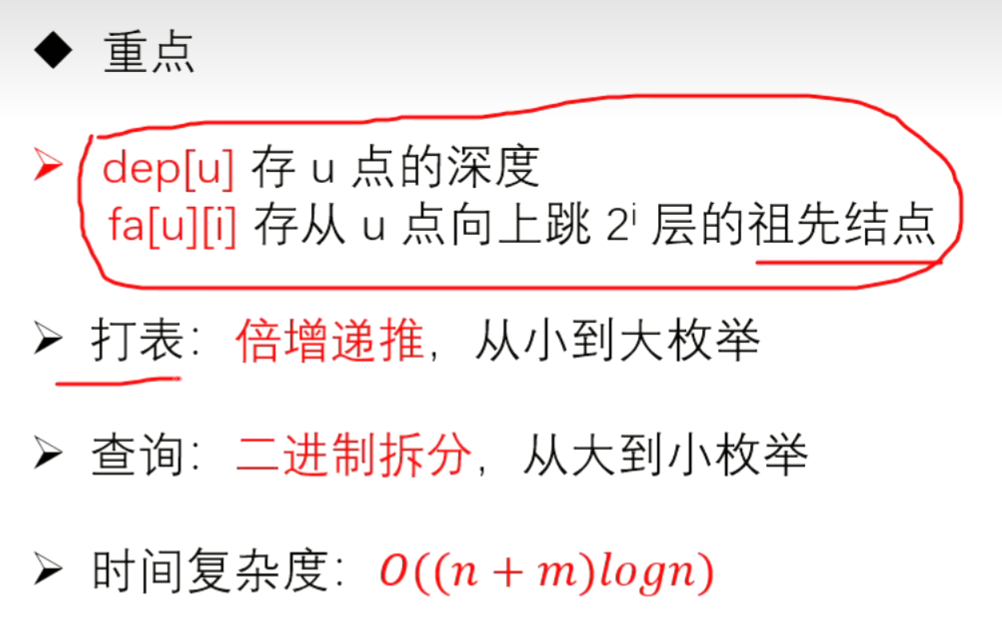 ◆ 重点
➢ dep[u] 存 u 点的深度
fa[u][i] 存从 u 点向上跳 2ⁱ 层的祖先结点
➢ 打表：倍增递推，从小到大枚举
➢ 查询：二进制拆分，从大到小枚举
➢ 时间复杂度：O((n + m)logn)